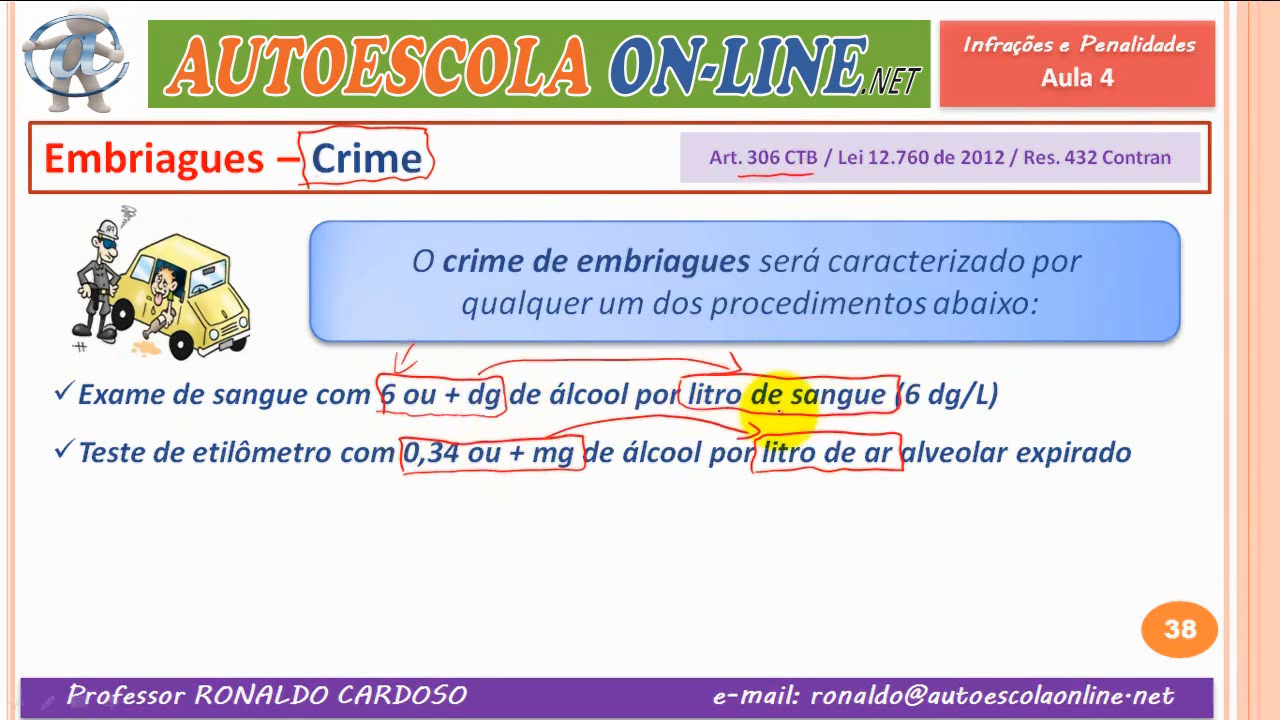 AUTOESCOLA ON-LINE.NET
Infrações e Penalidades
Aula 4
Embriagues – Crime
Art. 306 CTB / Lei 12.760 de 2012 / Res. 432 Contran
O crime de embriagues será caracterizado por
qualquer um dos procedimentos abaixo:
✓Exame de sangue com 6 ou + dg de álcool por litro de sangue (6 dg/L)
✓Teste de etilômetro com 0,34 ou + mg de álcool por litro de ar alveolar expirado
38
Professor RONALDO CARDOSO
e-mail: ronaldo@autoescolaonline.net